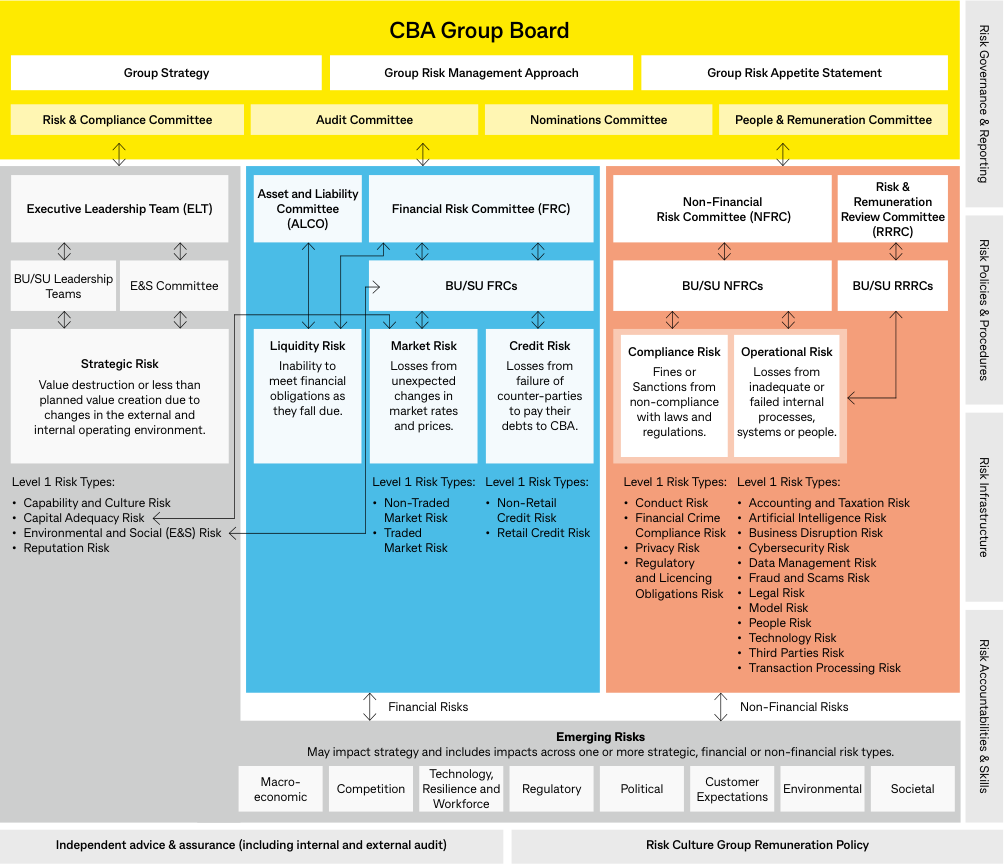 CBA Group Board
Group Strategy
Group Risk Management Approach
Group Risk Appetite Statement
Risk & Compliance Committee
Audit Committee
Nominations Committee
People & Remuneration Committee
Executive Leadership Team (ELT)
BU/SU Leadership
Teams
E&S Committee
Strategic Risk
Value destruction or less than
planned value creation due to
changes in the external and
internal operating environment.
Level 1 Risk Types:
• Capability and Culture Risk
• Capital Adequacy Risk
• Environmental and Social (E&S) Risk
• Reputation Risk
Asset and Liability
Committee
(ALCO)
Financial Risk Committee (FRC)
BU/SU FRCs
Liquidity Risk
Inability to
meet financial
obligations as
they fall due.
Market Risk
Losses from
unexpected
changes in
market rates
and prices.
Credit Risk
Losses from
failure of
counter-parties
to pay their
debts to CBA.
Level 1 Risk Types:
• Non-Traded
Market Risk
• Traded
Market Risk
Level 1 Risk Types:
• Non-Retail
Credit Risk
• Retail Credit Risk
Non-Financial
Risk Committee (NFRC)
Risk &
Remuneration
Review Committee
(RRRC)
BU/SU NFRCs
BU/SU RRRCs
Compliance Risk
Fines or
Sanctions from
non-compliance
with laws and
regulations.
Operational Risk
Losses from
inadequate or
failed internal
processes,
systems or people.
Level 1 Risk Types:
• Conduct Risk
• Financial Crime
Compliance Risk
• Privacy Risk
• Regulatory
and Licencing
Obligations Risk
Level 1 Risk Types:
• Accounting and Taxation Risk
• Artificial Intelligence Risk
• Business Disruption Risk
• Cybersecurity Risk
• Data Management Risk
• Fraud and Scams Risk
• Legal Risk
• Model Risk
• People Risk
• Technology Risk
• Third Parties Risk
• Transaction Processing Risk
Financial Risks
Non-Financial Risks
Emerging Risks
May impact strategy and includes impacts across one or more strategic, financial or non-financial risk types.
Macro-
economic
Competition
Technology,
Resilience and
Workforce
Regulatory
Political
Customer
Expectations
Environmental
Societal
Risk Governance & Reporting
Risk Policies & Procedures
Risk Infrastructure
Risk Accountabilities & Skills
Independent advice & assurance (including internal and external audit)
Risk Culture Group Remuneration Policy